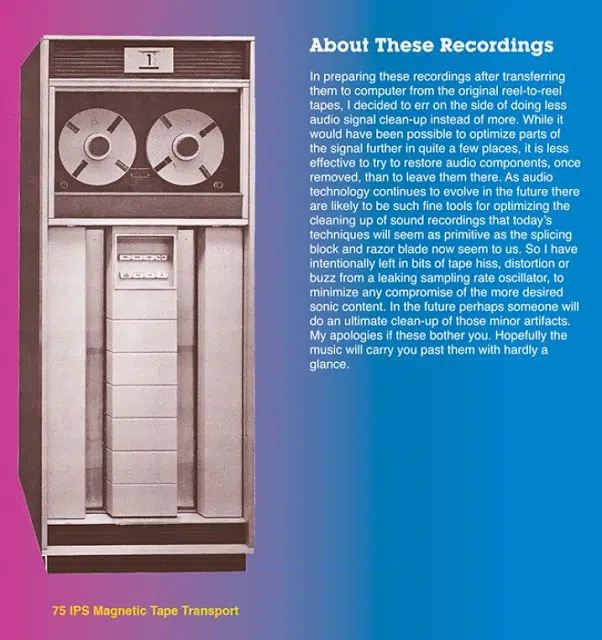 1
About These Recordings
In preparing these recordings after transferring
them to computer from the original reel-to-reel
tapes, I decided to err on the side of doing less
audio signal clean-up instead of more. While it
would have been possible to optimize parts of
the signal further in quite a few places, it is less
effective to try to restore audio components, once
removed, than to leave them there. As audio
technology continues to evolve in the future there
are likely to be such fine tools for optimizing the
cleaning up of sound recordings that today's
techniques will seem as primitive as the splicing
block and razor blade now seem to us. So I have
intentionally left in bits of tape hiss, distortion or
buzz from a leaking sampling rate oscillator, to
minimize any compromise of the more desired
sonic content. In the future perhaps someone will
do an ultimate clean-up of those minor artifacts.
My apologies if these bother you. Hopefully the
music will carry you past them with hardly a
glance.
75 IPS Magnetic Tape Transport